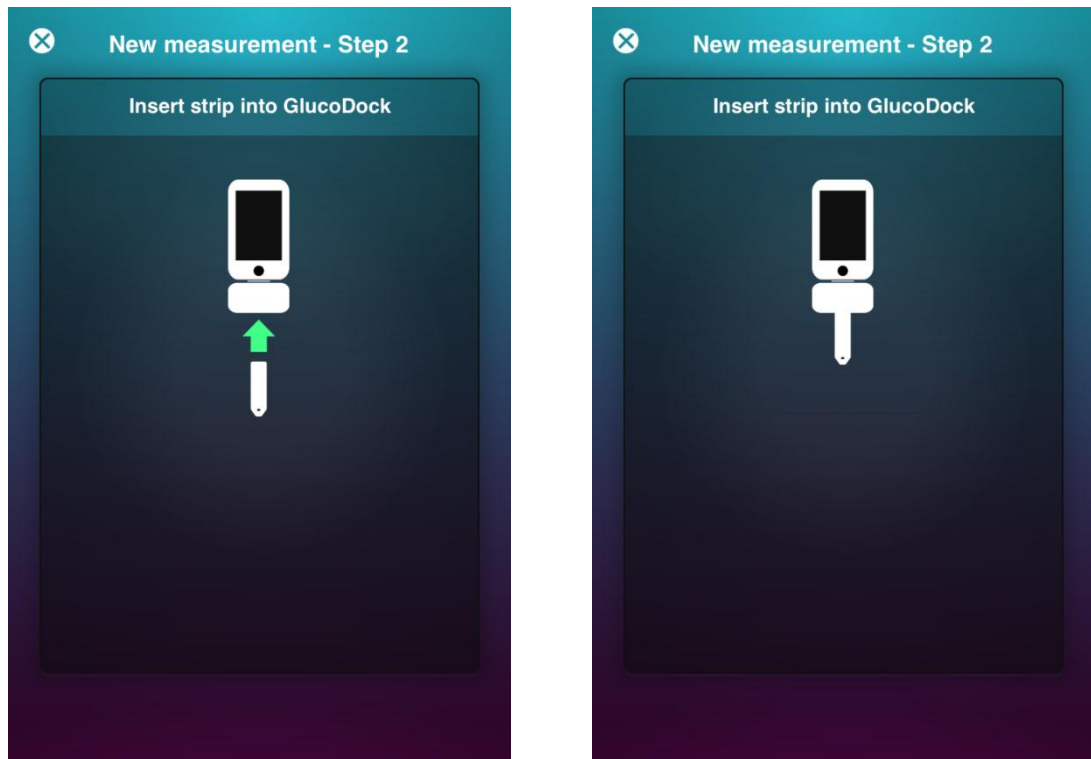 New measurement - Step 2
Insert strip into GlucoDock
New measurement - Step 2
Insert strip into GlucoDock